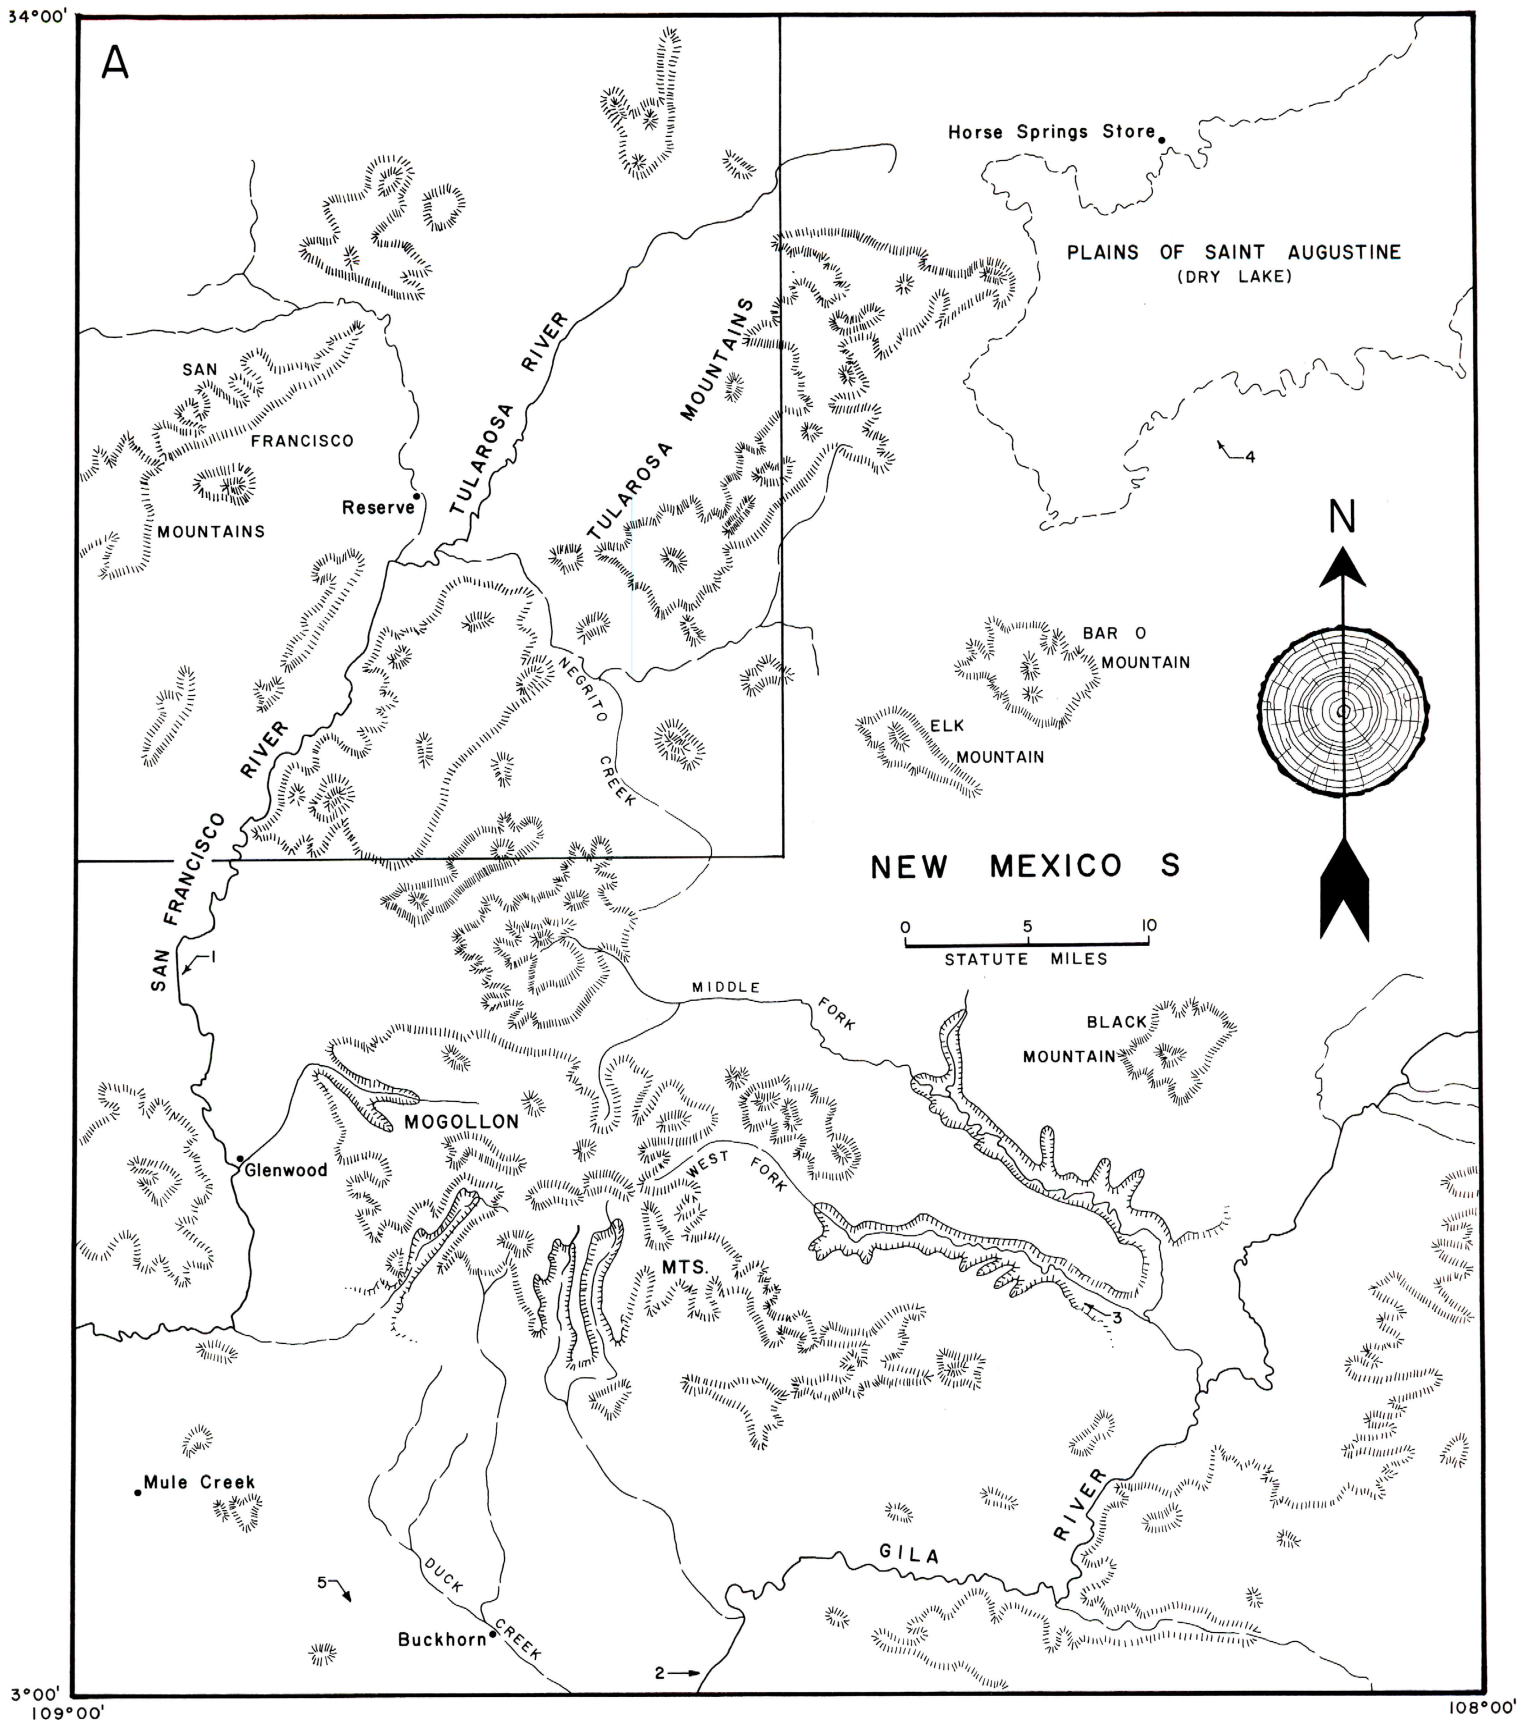 34°00'
A
Horse Springs Store
PLAINS OF SAINT AUGUSTINE
(DRY LAKE)
TULAROSA RIVER
TULAROSA MOUNTAINS
SAN
FRANCISCO
MOUNTAINS
Reserve
4
N
BAR O
MOUNTAIN
ELK
MOUNTAIN
NEGRITO
CREEK
SAN FRANCISCO RIVER
NEW MEXICO S
0 5 10
STATUTE MILES
1
MIDDLE
FORK
BLACK
MOUNTAIN
MOGOLLON
Glenwood
WEST FORK
MTS.
3
Mule Creek
RIVER
GILA
5
DUCK
CREEK
Buckhorn
2
3°00'
109°00'
108°00'